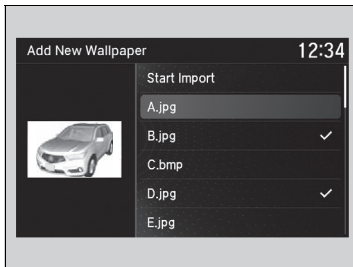 Add New Wallpaper 12:34
Start Import
A.jpg
B.jpg
C.bmp
D.jpg
E.jpg